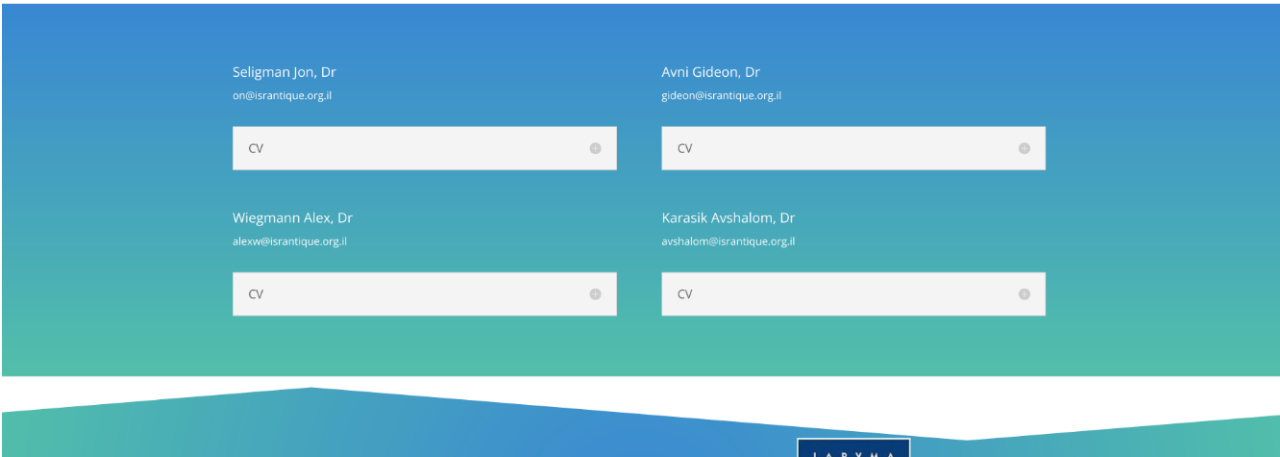 Seligman Jon, Dr
on@israntique.org.il
CV
Avni Gideon, Dr
gideon@israntique.org.il
CV
Wiegmann Alex, Dr
alexw@israntique.org.il
CV
Karasik Avshalom, Dr
avshalom@israntique.org.il
CV